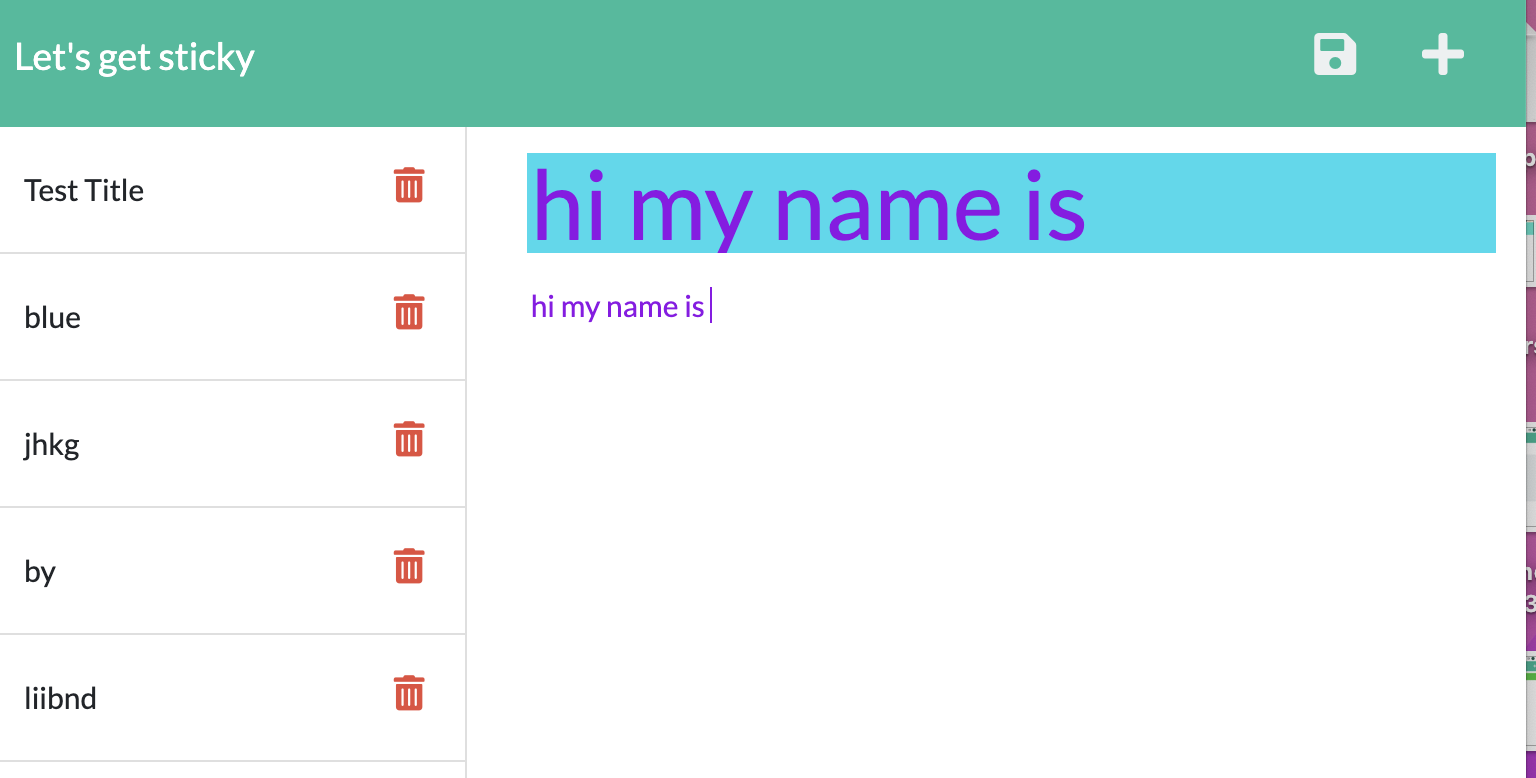 Let's get sticky
Test Title
blue
jhkg
by
liibnd
hi my name is
hi my name is